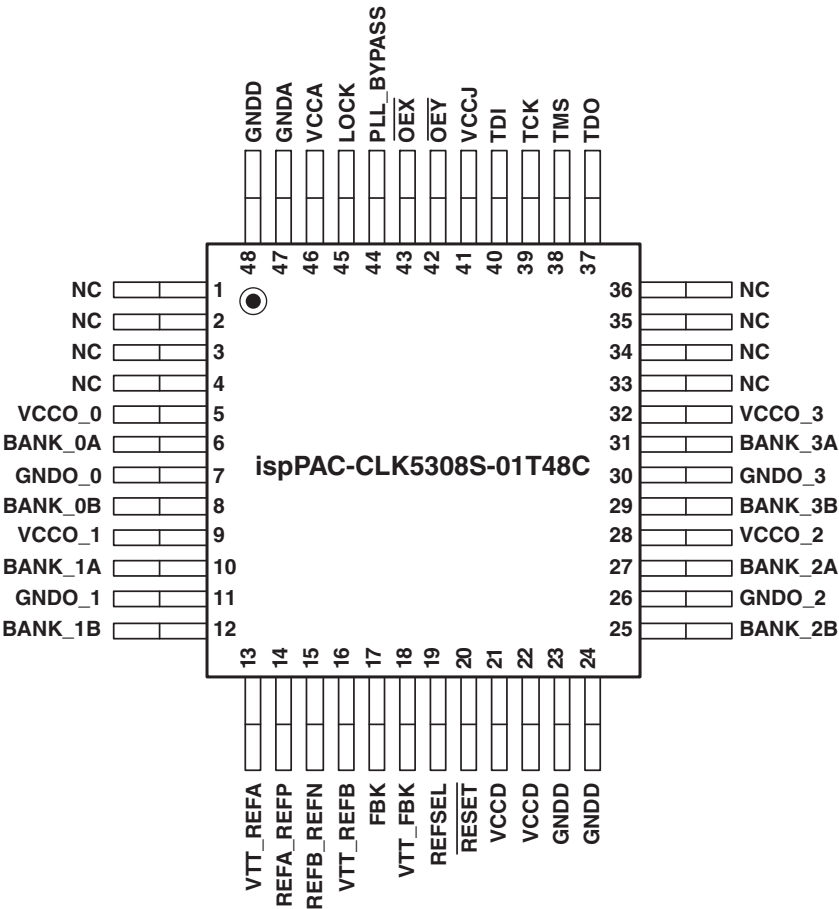 GNDD
GNDA
VCCA
LOCK
PLL_BYPASS
OEX
OEY
VCCJ
TDI
TCK
TMS
TDO
48
47
46
45
44
43
42
41
40
39
38
37
NC 1
NC 2
NC 3
NC 4
VCCO_0 5
BANK_0A 6
GNDO_0 7
BANK_0B 8
VCCO_1 9
BANK_1A 10
GNDO_1 11
BANK_1B 12
ispPAC-CLK5308S-01T48C
36 NC
35 NC
34 NC
33 NC
32 VCCO_3
31 BANK_3A
30 GNDO_3
29 BANK_3B
28 VCCO_2
27 BANK_2A
26 GNDO_2
25 BANK_2B
13
14
15
16
17
18
19
20
21
22
23
24
VTT_REFA
REFA_REFP
REFB_REFN
VTT_REFB
FBK
VTT_FBK
REFSEL
RESET
VCCD
VCCD
GNDD
GNDD